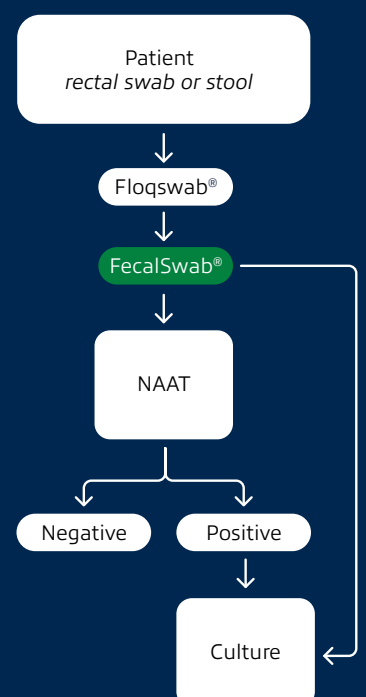 Patient
rectal swab or stool
Floqswab®
FecalSwab®
NAAT
Negative
Positive
Culture